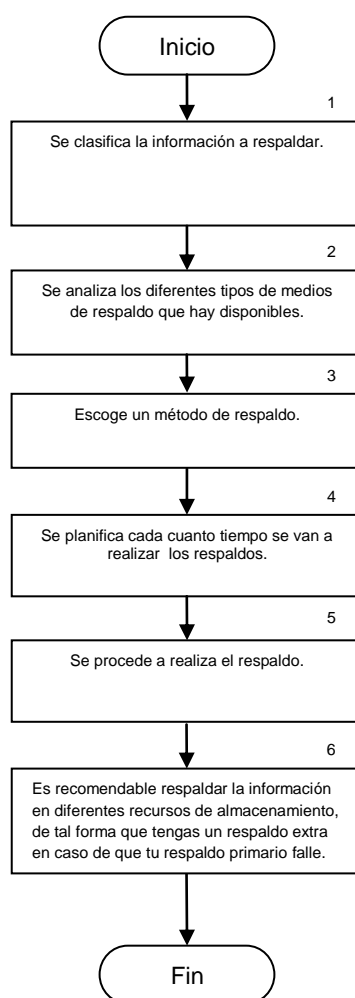 Inicio
1
Se clasifica la información a respaldar.
2
Se analiza los diferentes tipos de medios
de respaldo que hay disponibles.
3
Escoge un método de respaldo.
4
Se planifica cada cuanto tiempo se van a
realizar los respaldos.
5
Se procede a realiza el respaldo.
6
Es recomendable respaldar la información
en diferentes recursos de almacenamiento,
de tal forma que tengas un respaldo extra
en caso de que tu respaldo primario falle.
Fin